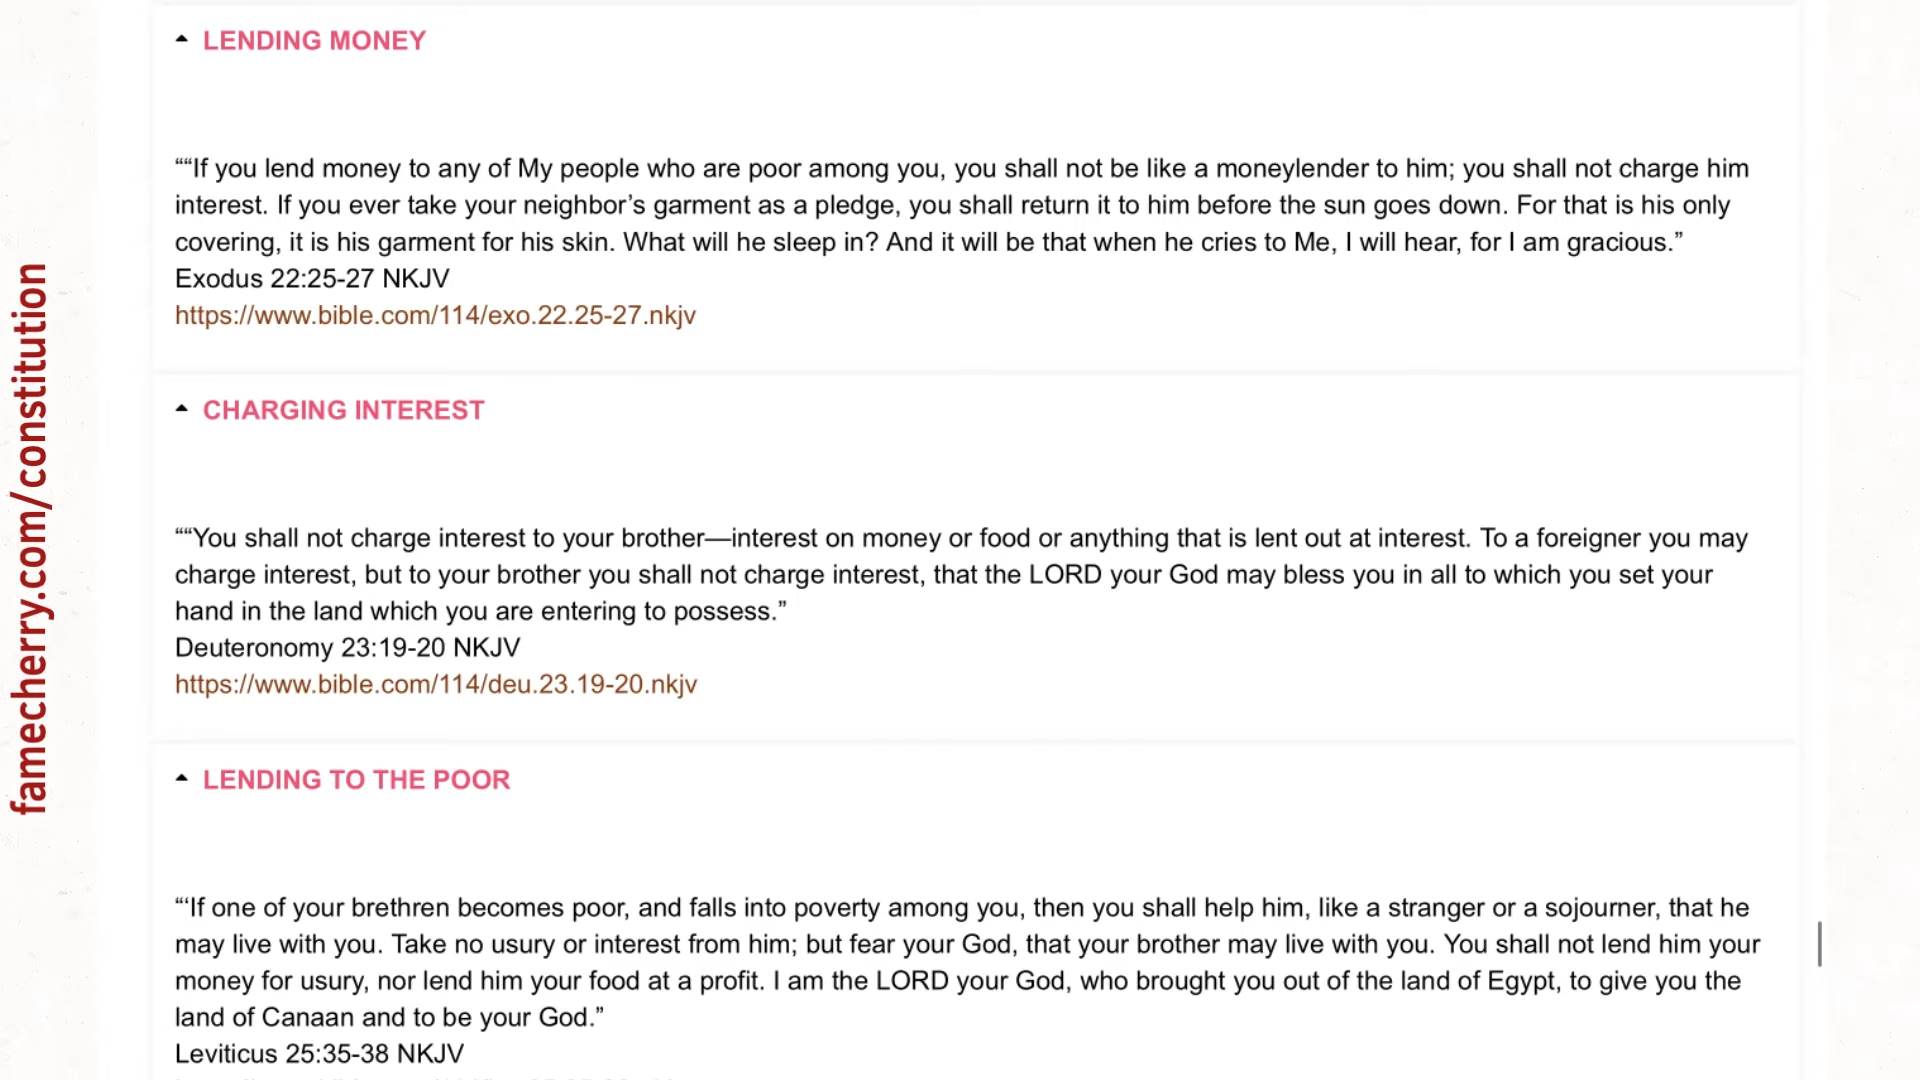 LENDING MONEY
““If you lend money to any of My people who are poor among you, you shall not be like a moneylender to him; you shall not charge him
interest. If you ever take your neighbor’s garment as a pledge, you shall return it to him before the sun goes down. For that is his only
covering, it is his garment for his skin. What will he sleep in? And it will be that when he cries to Me, I will hear, for I am gracious.”
Exodus 22:25-27 NKJV
https://www.bible.com/114/exo.22.25-27.nkjv
CHARGING INTEREST
““You shall not charge interest to your brother—interest on money or food or anything that is lent out at interest. To a foreigner you may
charge interest, but to your brother you shall not charge interest, that the LORD your God may bless you in all to which you set your
hand in the land which you are entering to possess.”
Deuteronomy 23:19-20 NKJV
https://www.bible.com/114/deu.23.19-20.nkjv
LENDING TO THE POOR
“‘If one of your brethren becomes poor, and falls into poverty among you, then you shall help him, like a stranger or a sojourner, that he
may live with you. Take no usury or interest from him; but fear your God, that your brother may live with you. You shall not lend him your
money for usury, nor lend him your food at a profit. I am the LORD your God, who brought you out of the land of Egypt, to give you the
land of Canaan and to be your God.”
Leviticus 25:35-38 NKJV
famecherry.com/constitution